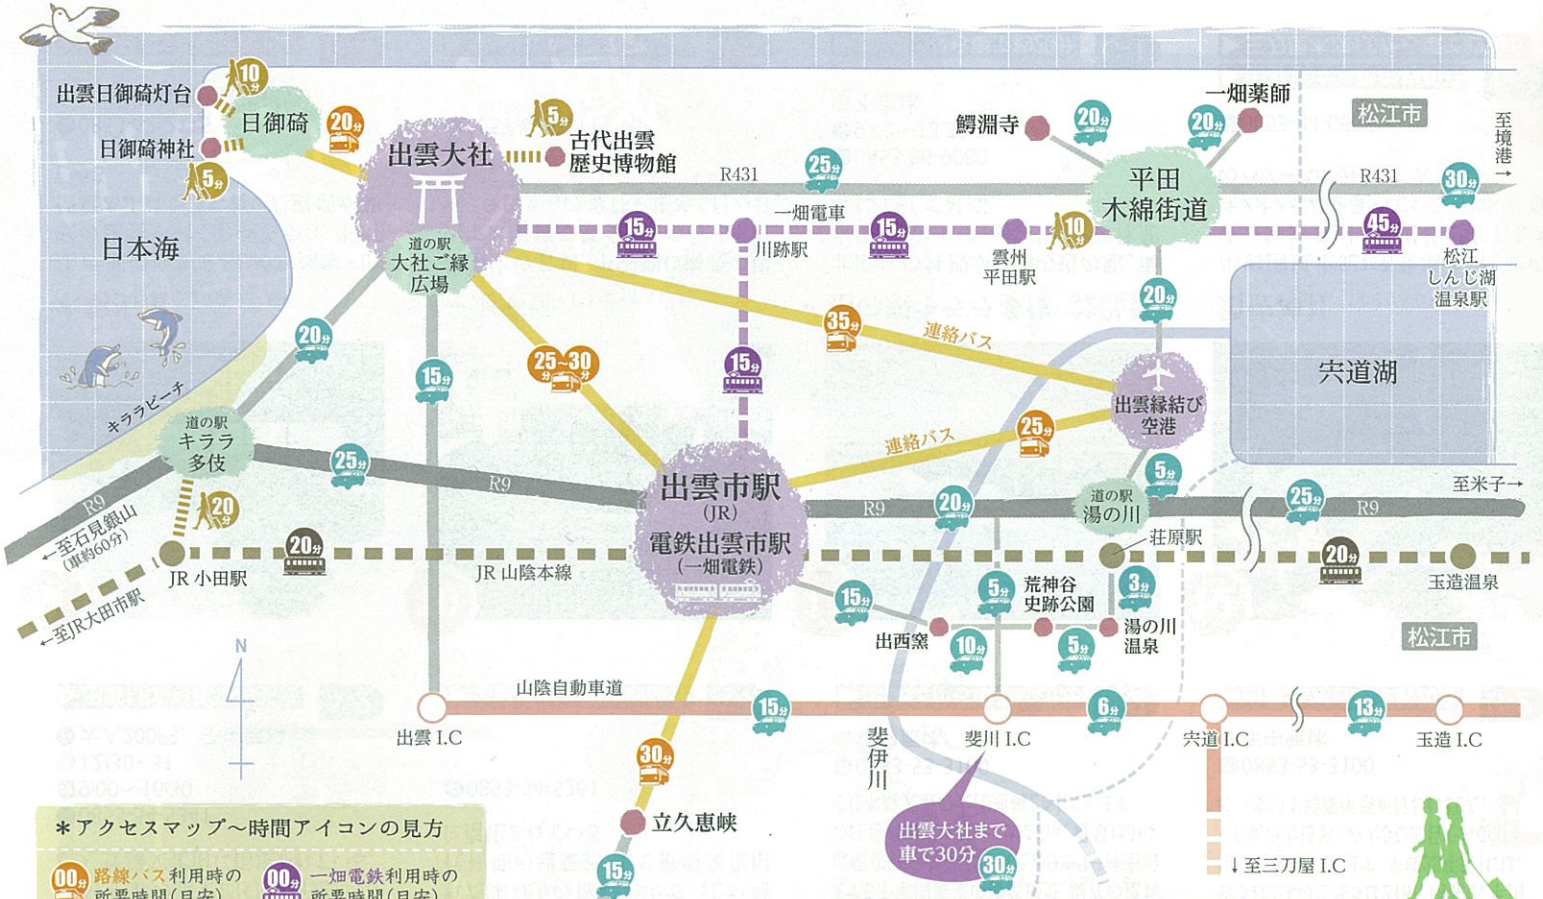 10分
出雲日御碕灯台
日御碕
20分
日御碕神社
5分
日本海
出雲大社
5分
古代出雲
歴史博物館
道の駅
大社ご縁
広場
R431
25分
鰐淵寺
20分
20分
一畑薬師
松江市
至境港→
平田
木綿街道
R431
30分
一畑電車
15分
川跡駅
15分
雲州
平田駅
10分
45分
松江
しんじ湖
温泉駅
20分
35分
連絡バス
20分
15分
25分~30分
15分
宍道湖
出雲縁結び
空港
キララビーチ
道の駅
キララ
多伎
25分
R9
連絡バス
25分
5分
出雲市駅
(JR)
電鉄出雲市駅
(一畑電鉄)
R9
20分
道の駅
湯の川
25分
R9
至米子→
R9
←至石見銀山
(車約60分)
20分
JR 小田駅
20分
JR 山陰本線
荘原駅
20分
玉造温泉
←至JR大田市駅
15分
出西窯
5分
荒神谷
史跡公園
3分
湯の川
温泉
10分
5分
松江市
N
山陰自動車道
出雲 I.C
15分
斐伊川
斐川 I.C
6分
宍道 I.C
13分
玉造 I.C
30分
立久恵峡
15分
出雲大社まで
車で30分
30分
↓至三刀屋 I.C
*アクセスマップ~時間アイコンの見方
00分
路線バス利用時の
所要時間(目安)
00分
一畑電鉄利用時の
所要時間(目安)